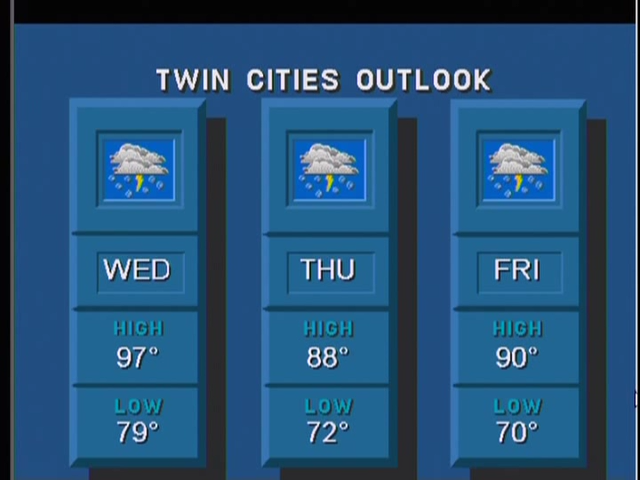 TWIN CITIES OUTLOOK
WED THU FRI
HIGH HIGH HIGH
97° 88° 90°
LOW LOW LOW
79° 72° 70°